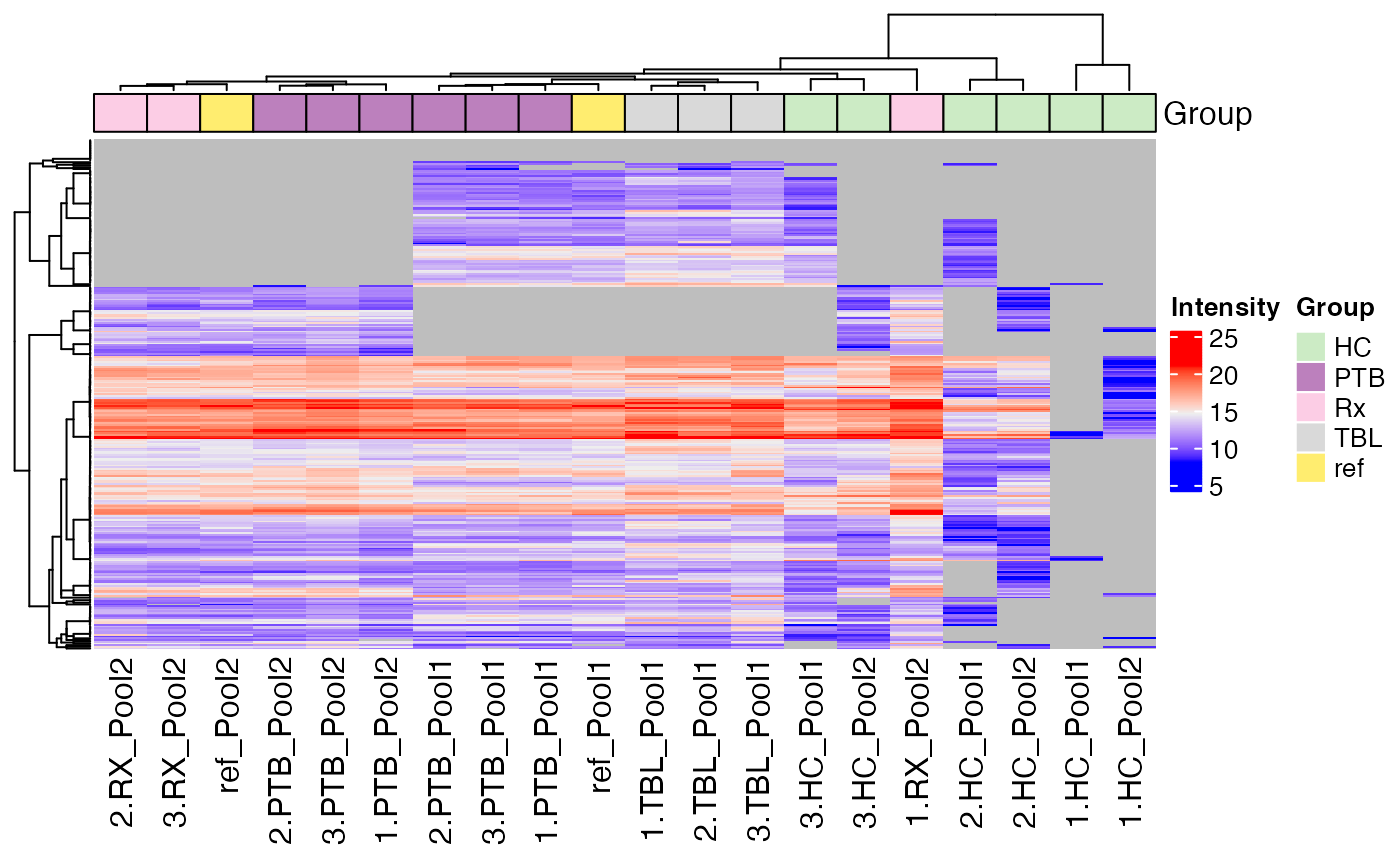 Group
Intensity
25
20
15
10
5
Group
HC
PTB
Rx
TBL
ref
2.RX_Pool2
3.RX_Pool2
ref_Pool2
2.PTB_Pool2
3.PTB_Pool2
1.PTB_Pool2
2.PTB_Pool1
3.PTB_Pool1
1.PTB_Pool1
ref_Pool1
1.TBL_Pool1
2.TBL_Pool1
3.TBL_Pool1
3.HC_Pool1
3.HC_Pool2
1.RX_Pool2
2.HC_Pool1
2.HC_Pool2
1.HC_Pool1
1.HC_Pool2